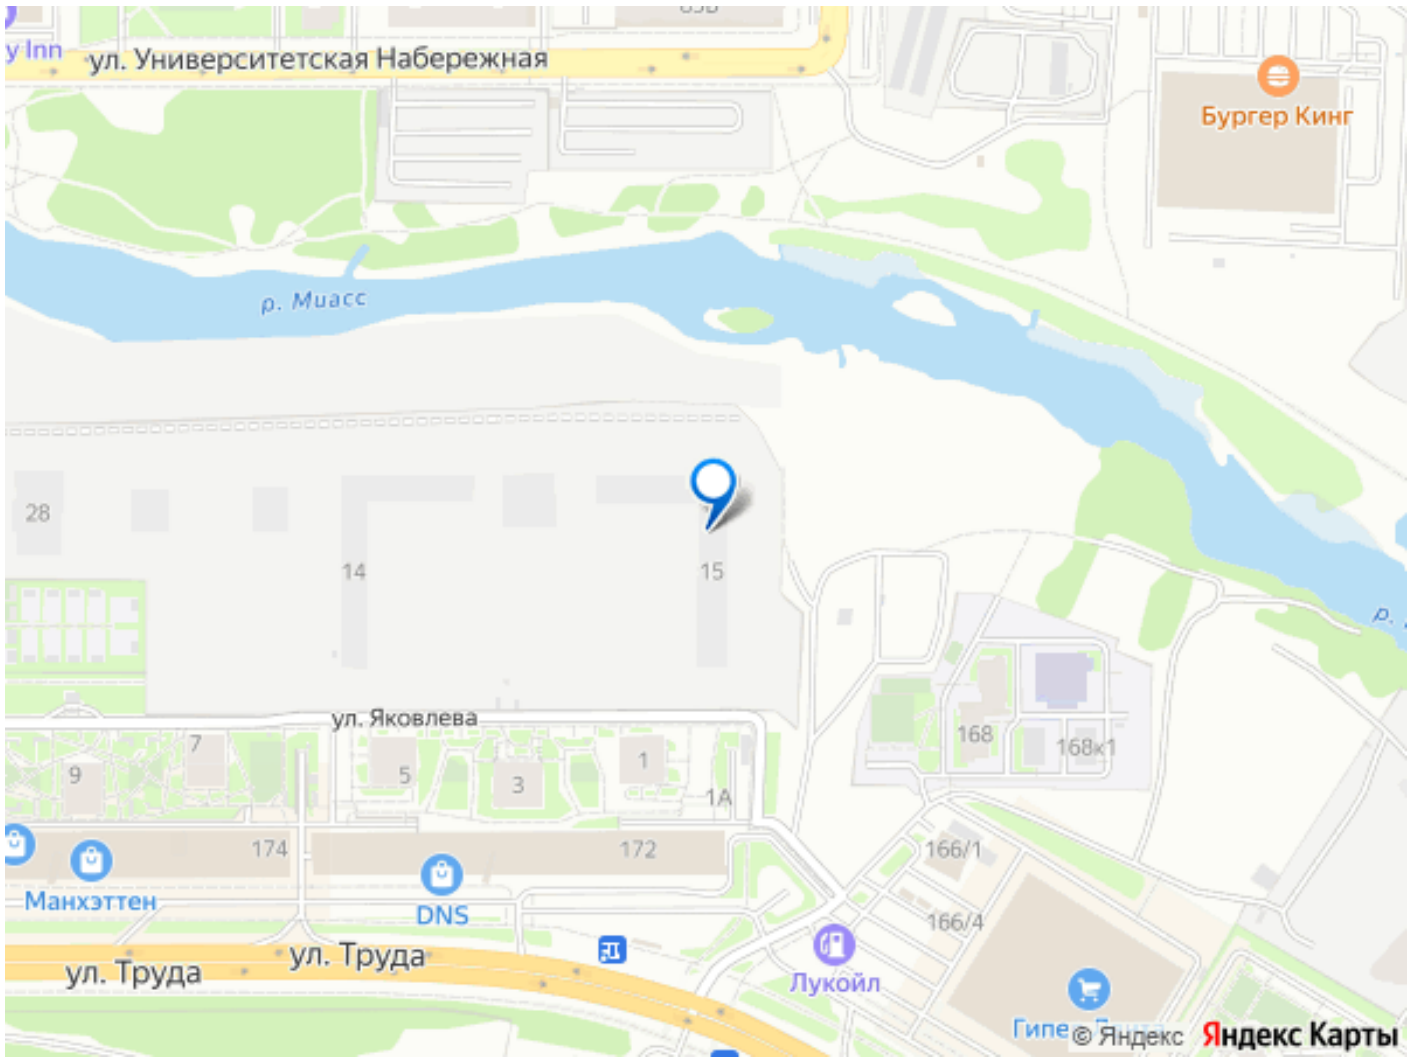 y Inn
ул. Университетская Набережная
Бургер Кинг
р. Миасс
28
14
15
р.
ул. Яковлева
7
9
5
3
1
1А
168
168к1
174
172
166/1
166/4
Манхэттен
DNS
ул. Труда
ул. Труда
Лукойл
Гипер
© Яндекс Яндекс Карты